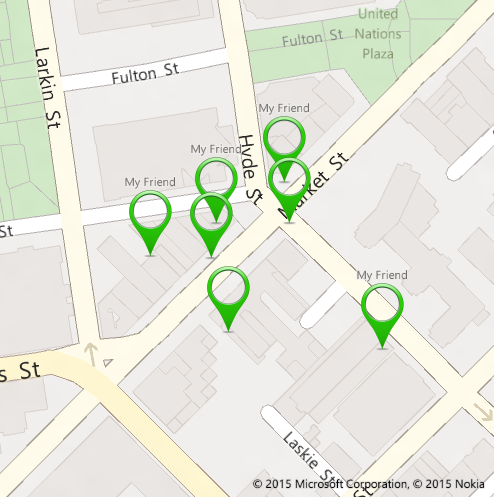 United
Nations
Plaza
Fulton St
Larkin St
Fulton St
My Friend
Hyde St
My Friend
Market St
My Friend
St
My Friend
s St
Laskie St
St
© 2015 Microsoft Corporation, © 2015 Nokia